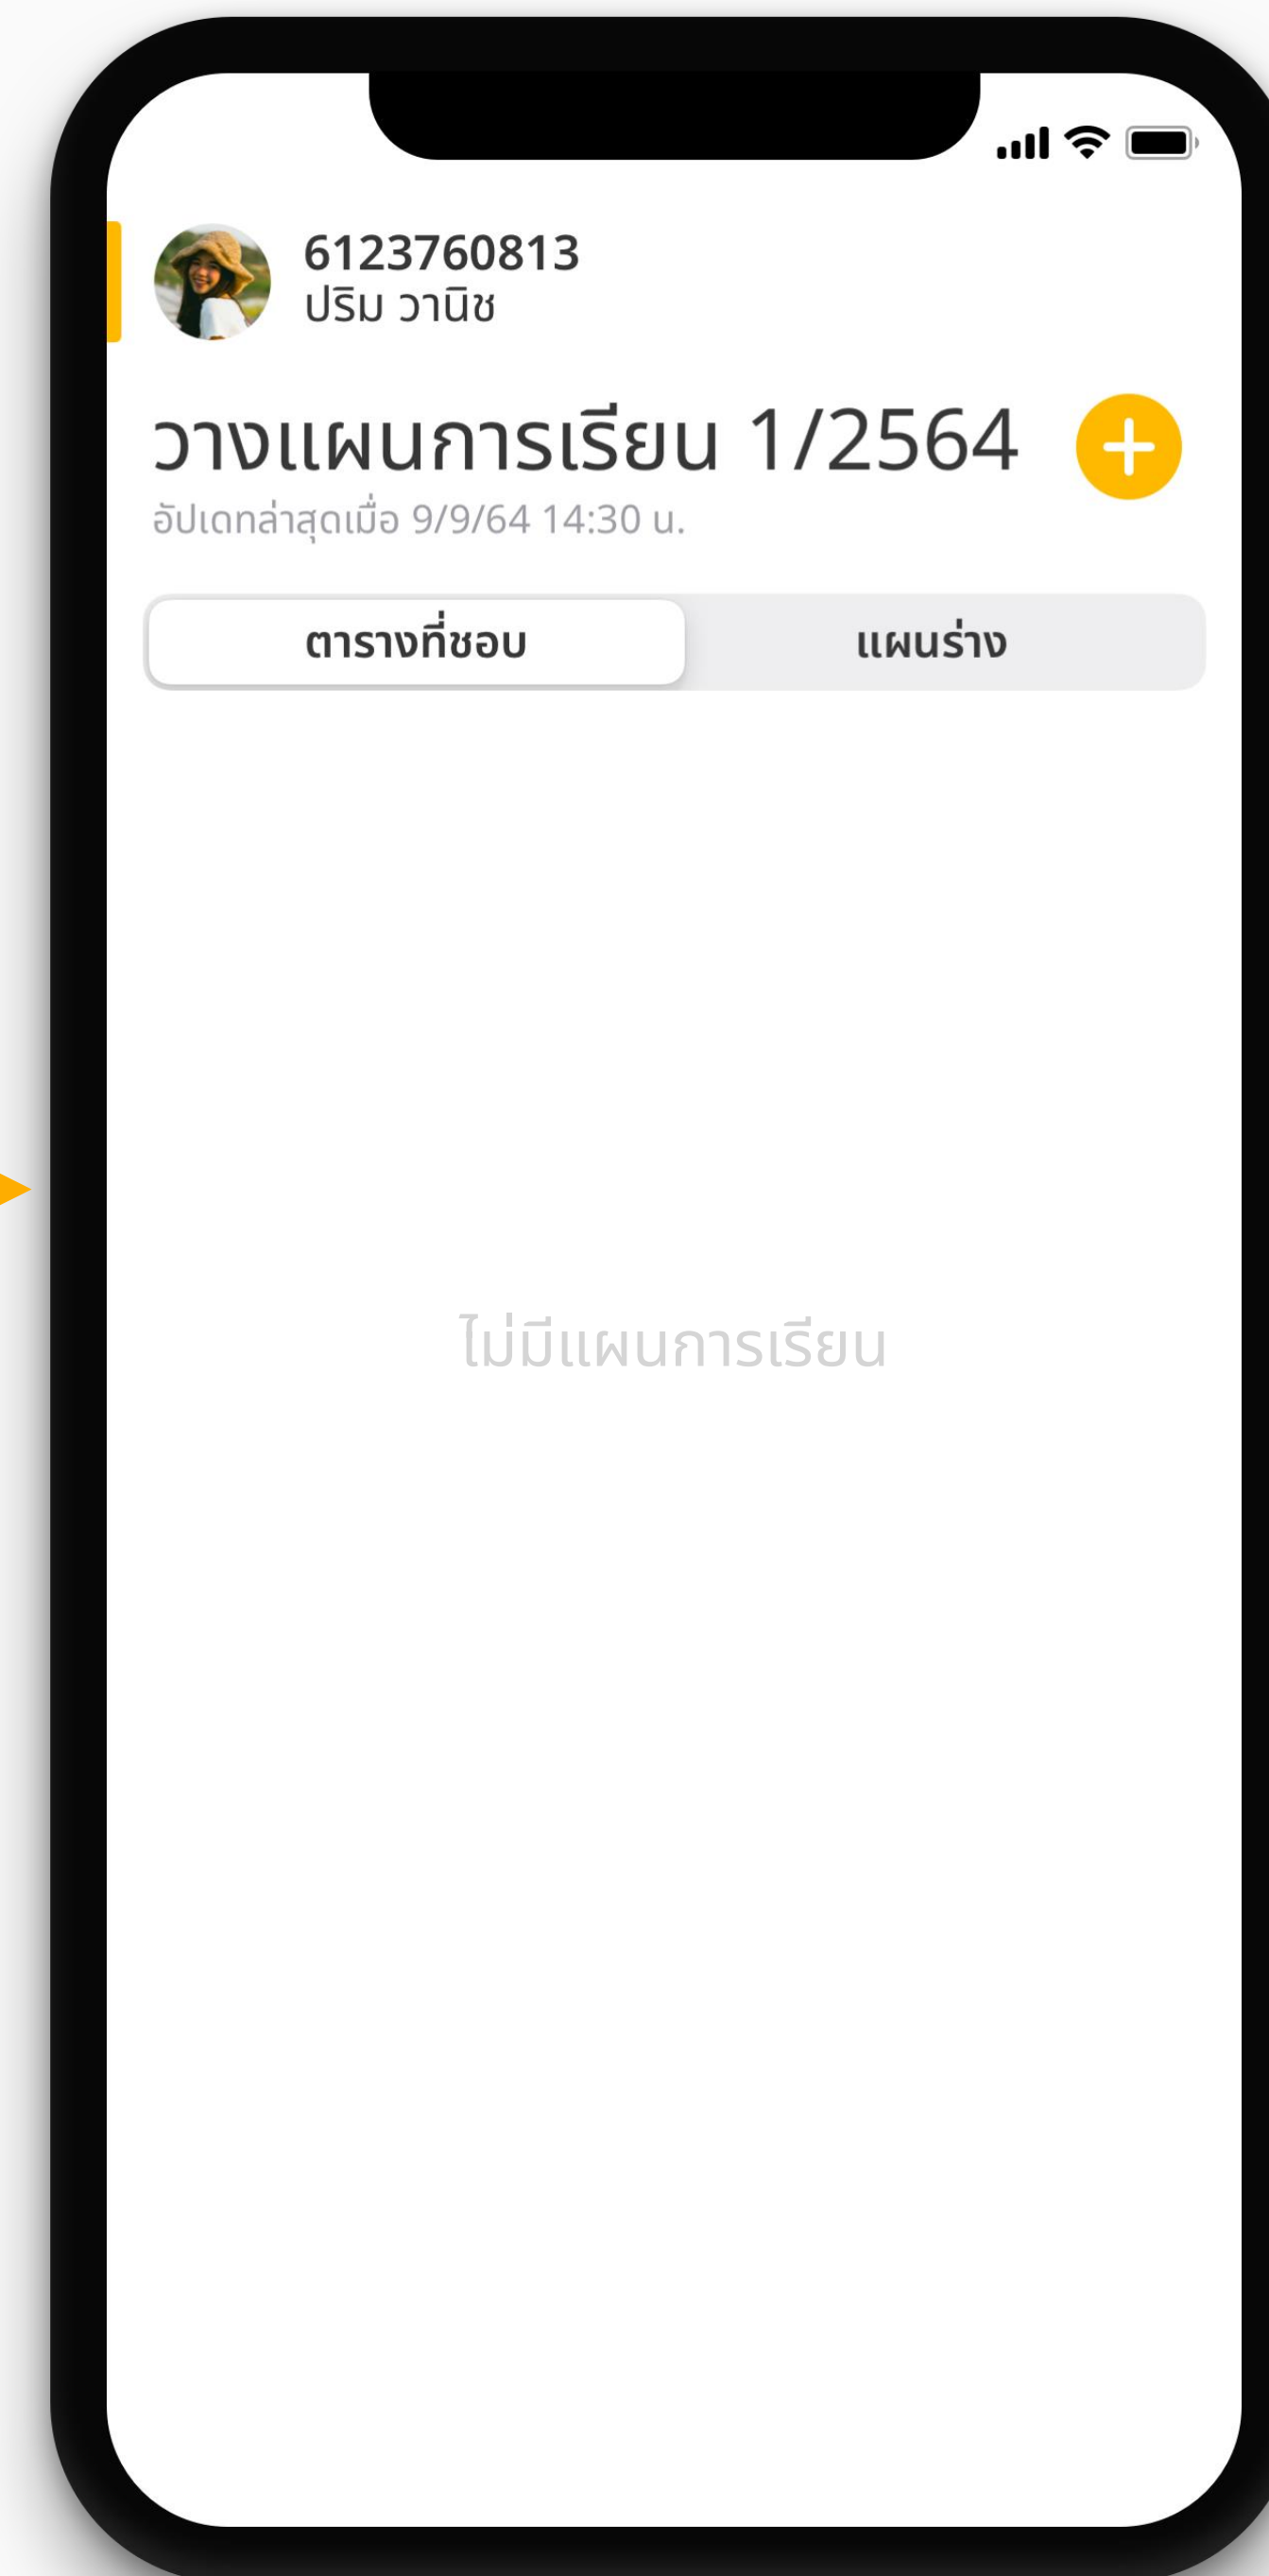 6123760813
ปริม วานิช
วางแผนการเรียน 1/2564
อัปเดทล่าสุดเมื่อ 9/9/64 14:30 น.
ตารางที่ชอบ
แผนร่าง
ไม่มีแผนการเรียน